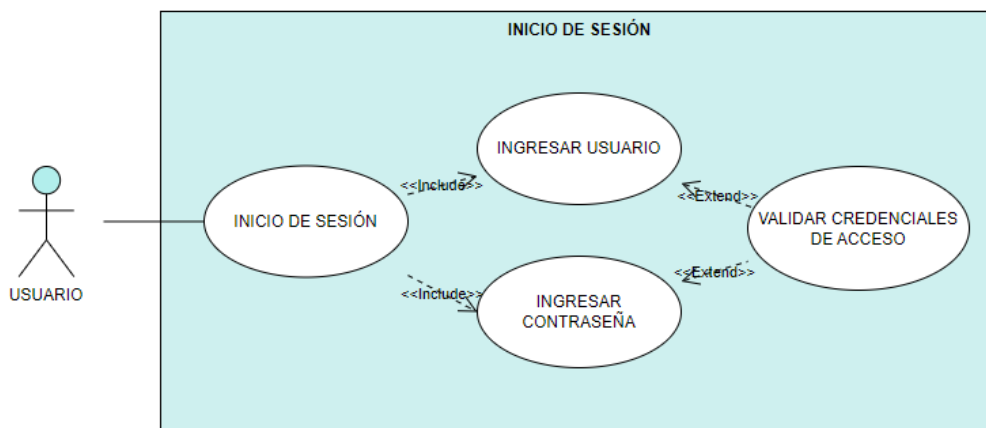 INICIO DE SESIÓN
INGRESAR USUARIO
<<Include>>
<<Extend>>
INICIO DE SESIÓN
VALIDAR CREDENCIALES
DE ACCESO
USUARIO
<<Include>>
<<Extend>>
INGRESAR
CONTRASEÑA